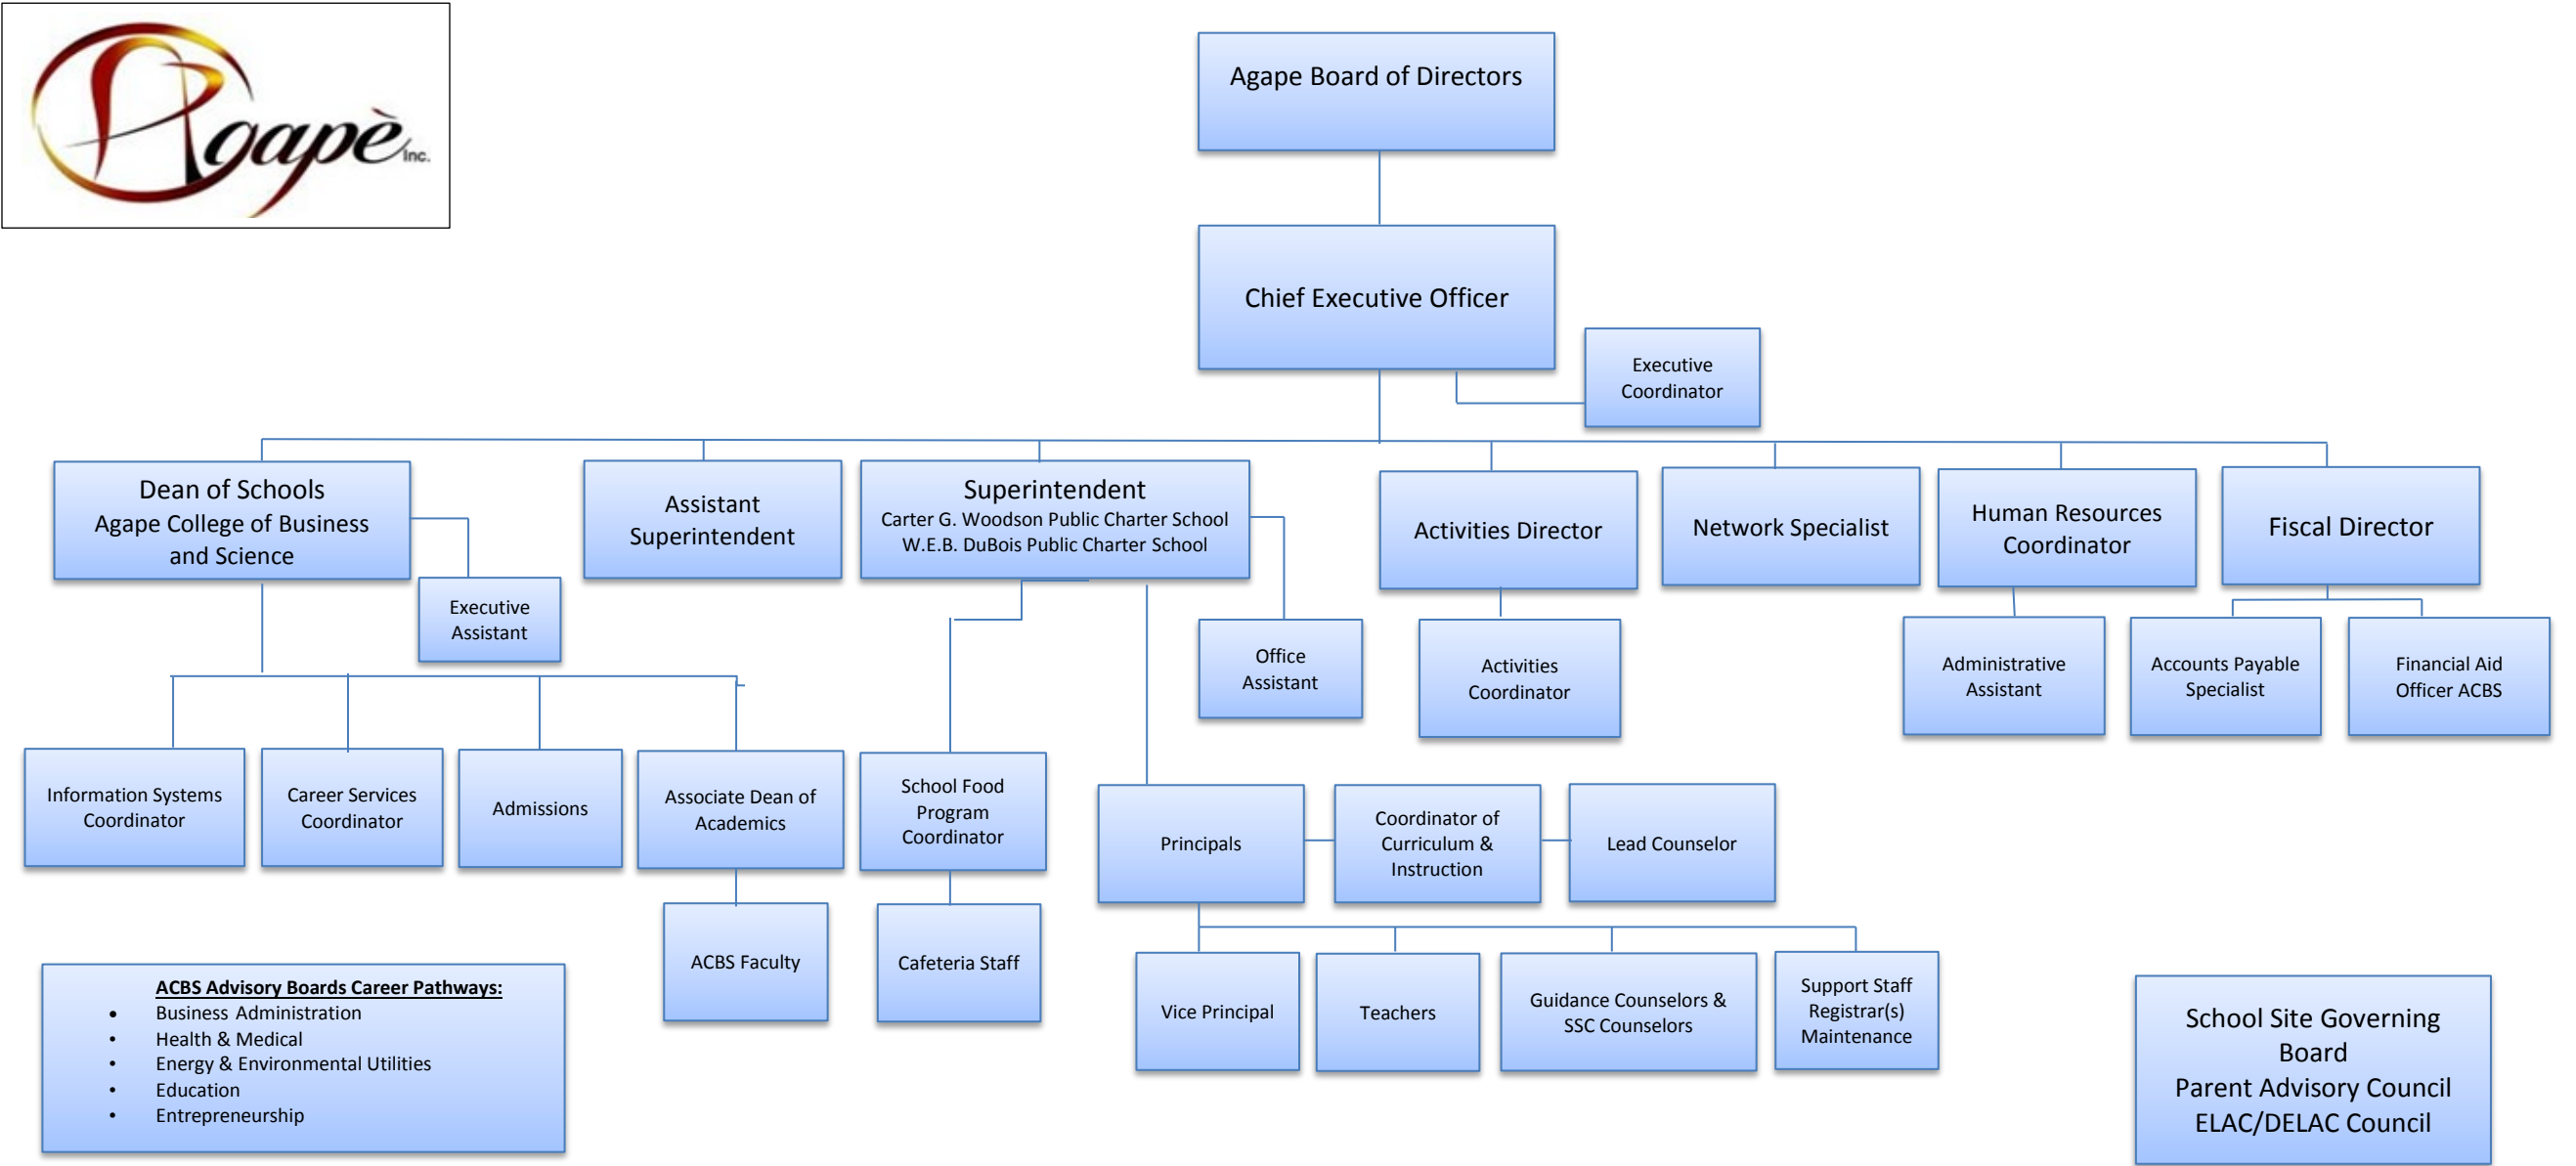 Agapè Inc.
Agape Board of Directors
Chief Executive Officer
Executive
Coordinator
Dean of Schools
Agape College of Business
and Science
Assistant
Superintendent
Superintendent
Carter G. Woodson Public Charter School
W.E.B. DuBois Public Charter School
Activities Director
Network Specialist
Human Resources
Coordinator
Fiscal Director
Executive
Assistant
Office
Assistant
Activities
Coordinator
Administrative
Assistant
Accounts Payable
Specialist
Financial Aid
Officer ACBS
Information Systems
Coordinator
Career Services
Coordinator
Admissions
Associate Dean of
Academics
School Food
Program
Coordinator
Principals
Coordinator of
Curriculum &
Instruction
Lead Counselor
ACBS Faculty
Cafeteria Staff
Vice Principal
Teachers
Guidance Counselors &
SSC Counselors
Support Staff
Registrar(s)
Maintenance
ACBS Advisory Boards Career Pathways:
• Business Administration
• Health & Medical
• Energy & Environmental Utilities
• Education
• Entrepreneurship
School Site Governing
Board
Parent Advisory Council
ELAC/DELAC Council